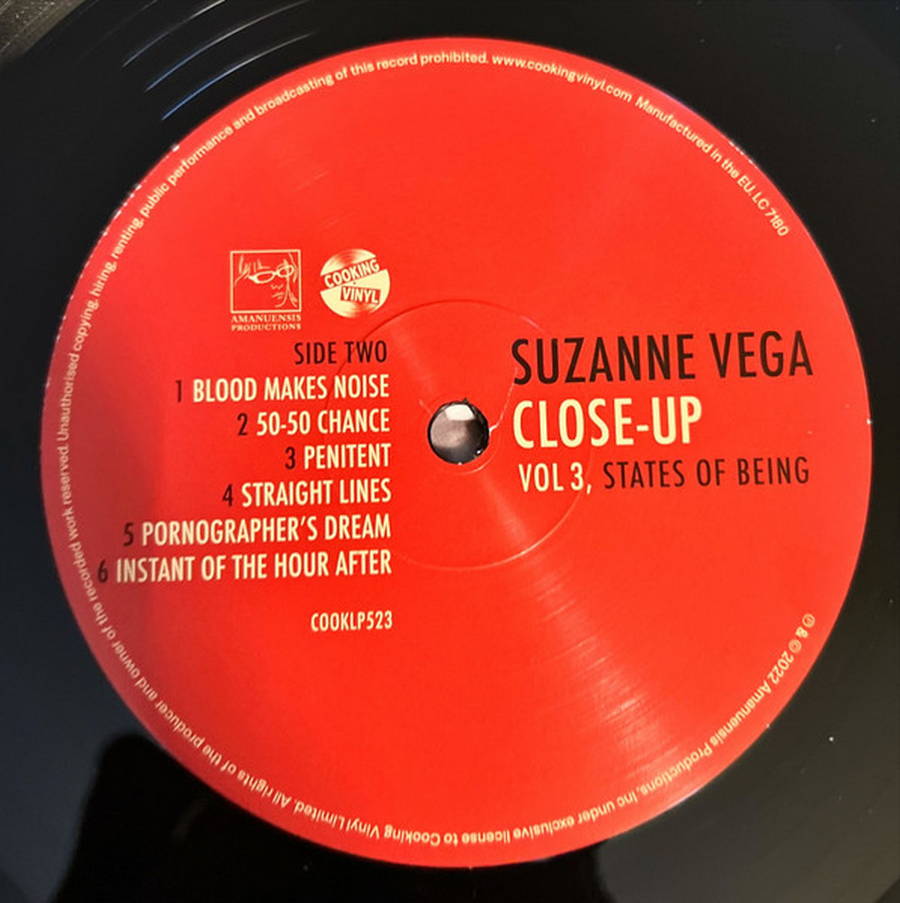 AMANUENSIS
PRODUCTIONS
COOKING
VINYL
SIDE TWO
1 BLOOD MAKES NOISE
2 50-50 CHANCE
3 PENITENT
4 STRAIGHT LINES
5 PORNOGRAPHER'S DREAM
6 INSTANT OF THE HOUR AFTER
COOKLP523
SUZANNE VEGA
CLOSE-UP
VOL 3, STATES OF BEING
℗ & © 2022 Amanuensis Productions, Inc under exclusive license to Cooking Vinyl Limited. All rights of the producer and owner of the recorded work reserved. Unauthorised copying, hiring, renting, public performance and broadcasting of this record prohibited. www.cookingvinyl.com Manufactured in the EU. LC 7180